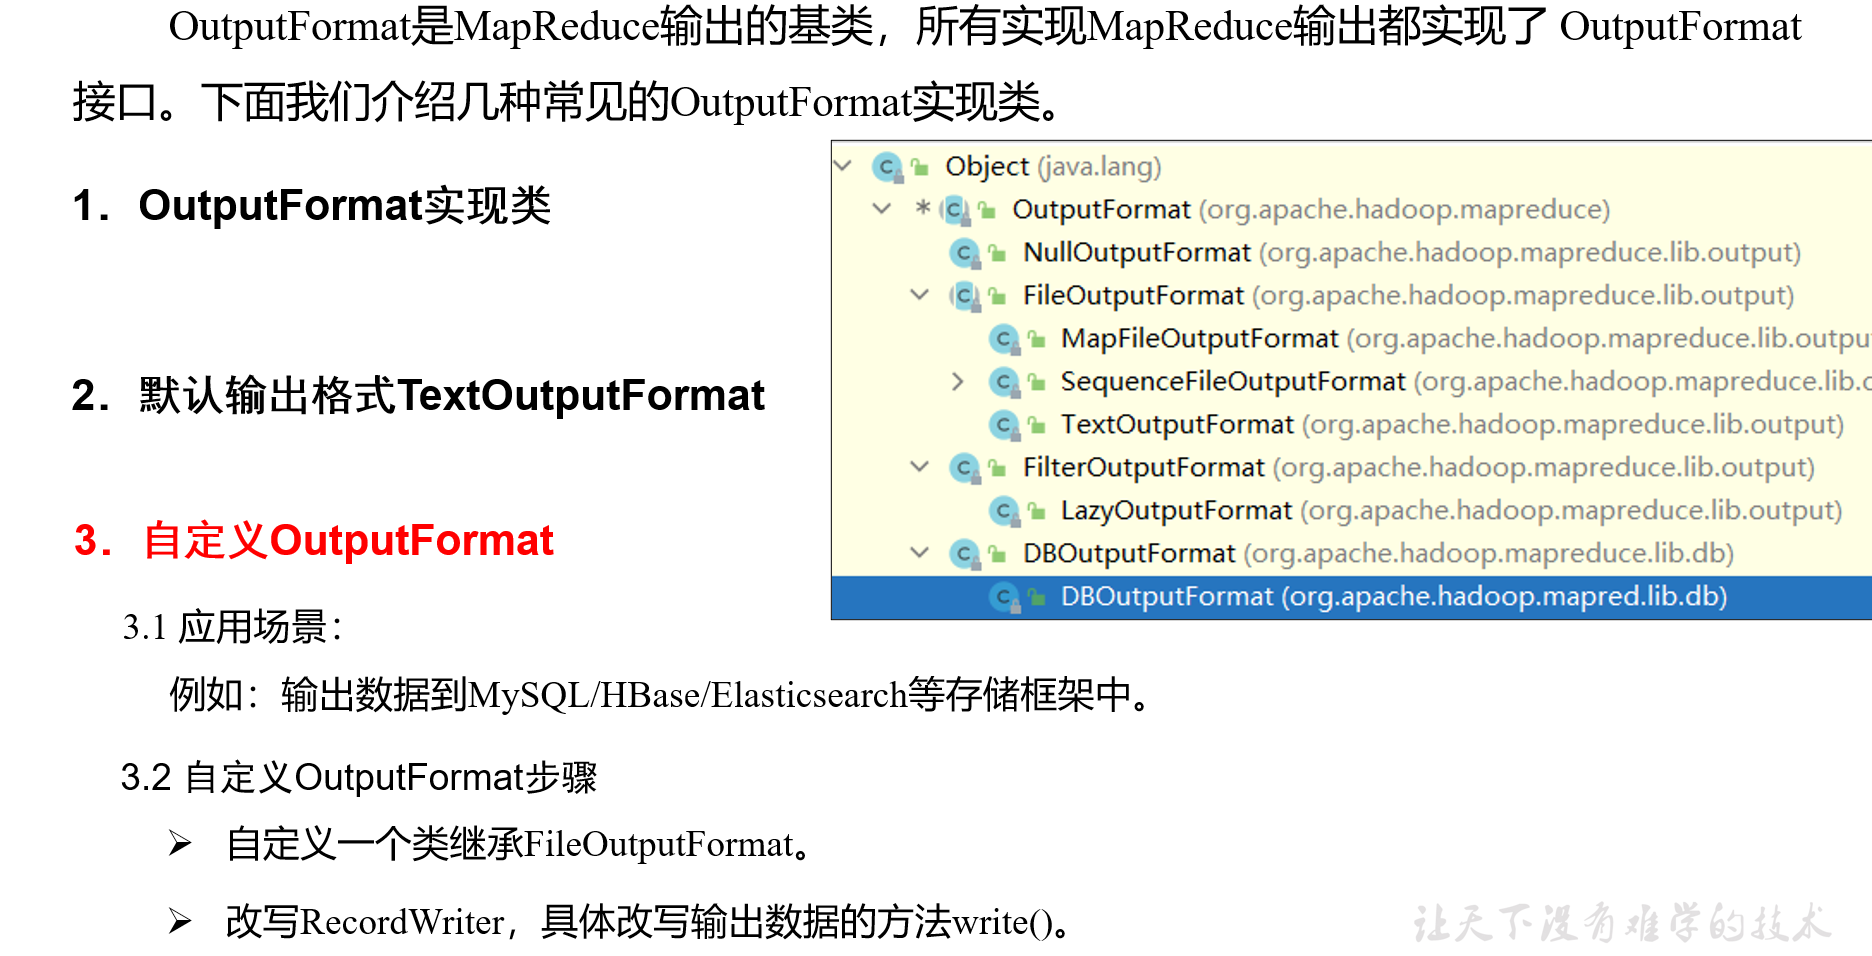 OutputFormat是MapReduce输出的基类，所有实现MapReduce输出都实现了 OutputFormat
接口。下面我们介绍几种常见的OutputFormat实现类。
1．OutputFormat实现类
2．默认输出格式TextOutputFormat
3．自定义OutputFormat
3.1 应用场景：
例如：输出数据到MySQL/HBase/Elasticsearch等存储框架中。
3.2 自定义OutputFormat步骤
➢ 自定义一个类继承FileOutputFormat。
➢ 改写RecordWriter，具体改写输出数据的方法write()。
Object (java.lang)
* OutputFormat (org.apache.hadoop.mapreduce)
NullOutputFormat (org.apache.hadoop.mapreduce.lib.output)
FileOutputFormat (org.apache.hadoop.mapreduce.lib.output)
MapFileOutputFormat (org.apache.hadoop.mapreduce.lib.outpu
SequenceFileOutputFormat (org.apache.hadoop.mapreduce.lib.
TextOutputFormat (org.apache.hadoop.mapreduce.lib.output)
FilterOutputFormat (org.apache.hadoop.mapreduce.lib.output)
LazyOutputFormat (org.apache.hadoop.mapreduce.lib.output)
DBOutputFormat (org.apache.hadoop.mapreduce.lib.db)
DBOutputFormat (org.apache.hadoop.mapred.lib.db)
让天下没有难学的技术